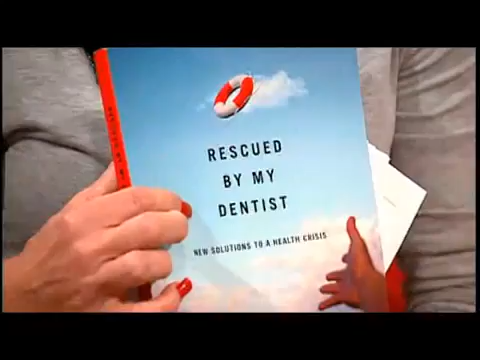 RESCUED
BY MY
DENTIST
NEW SOLUTIONS TO A HEALTH CRISIS